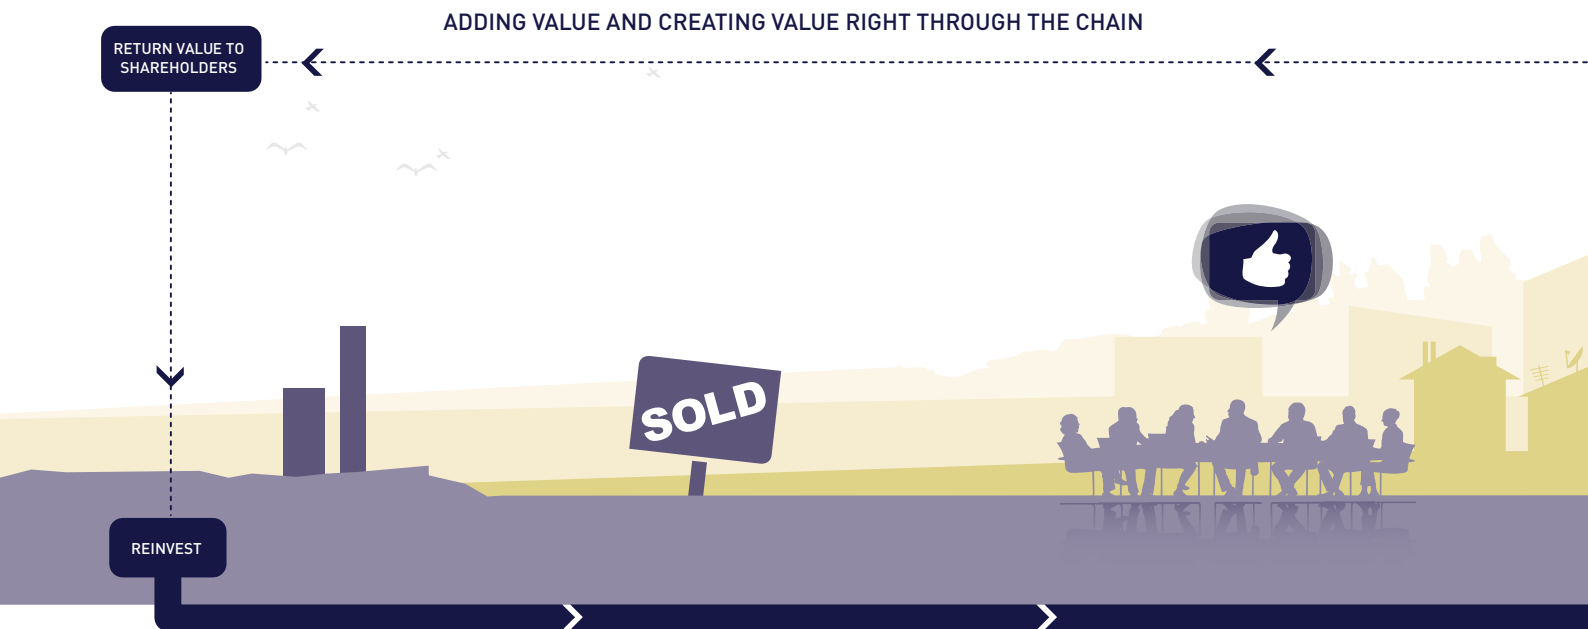 ADDING VALUE AND CREATING VALUE RIGHT THROUGH THE CHAIN
RETURN VALUE TO
SHAREHOLDERS
SOLD
REINVEST